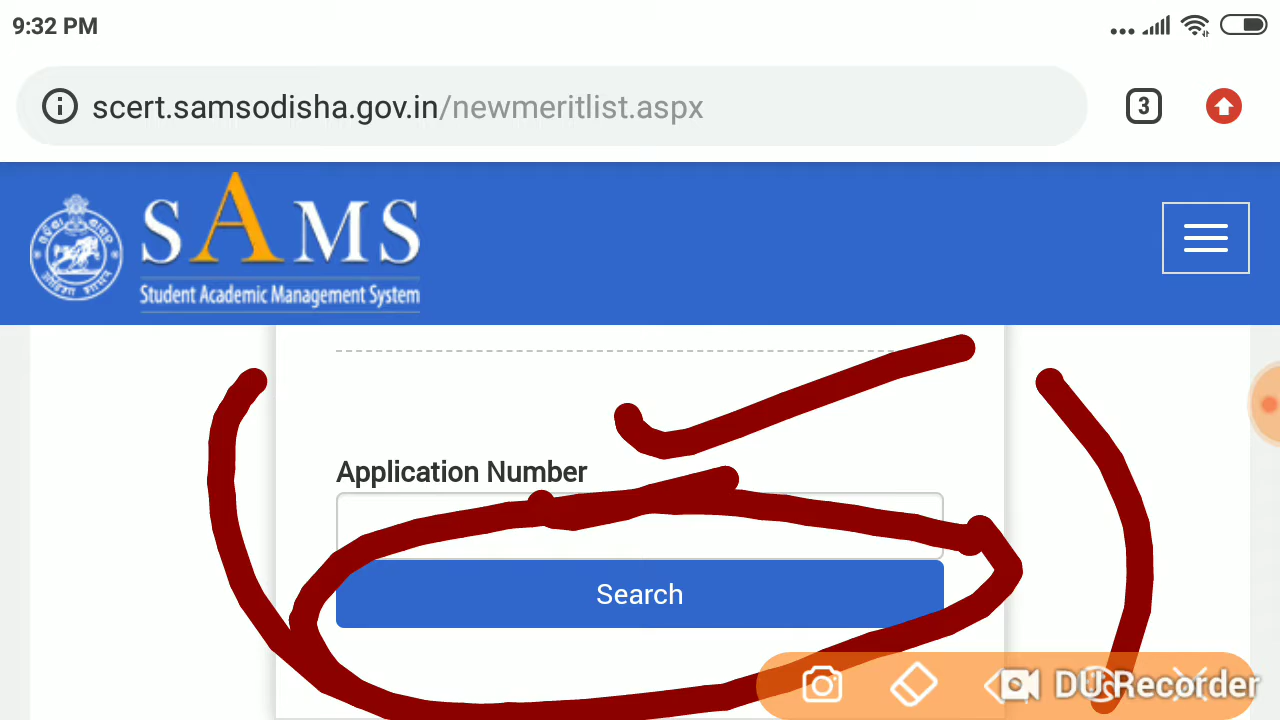 9:32 PM
scert.samsodisha.gov.in/newmeritlist.aspx
3
SAMS
Student Academic Management System
Application Number
Search
DU Recorder